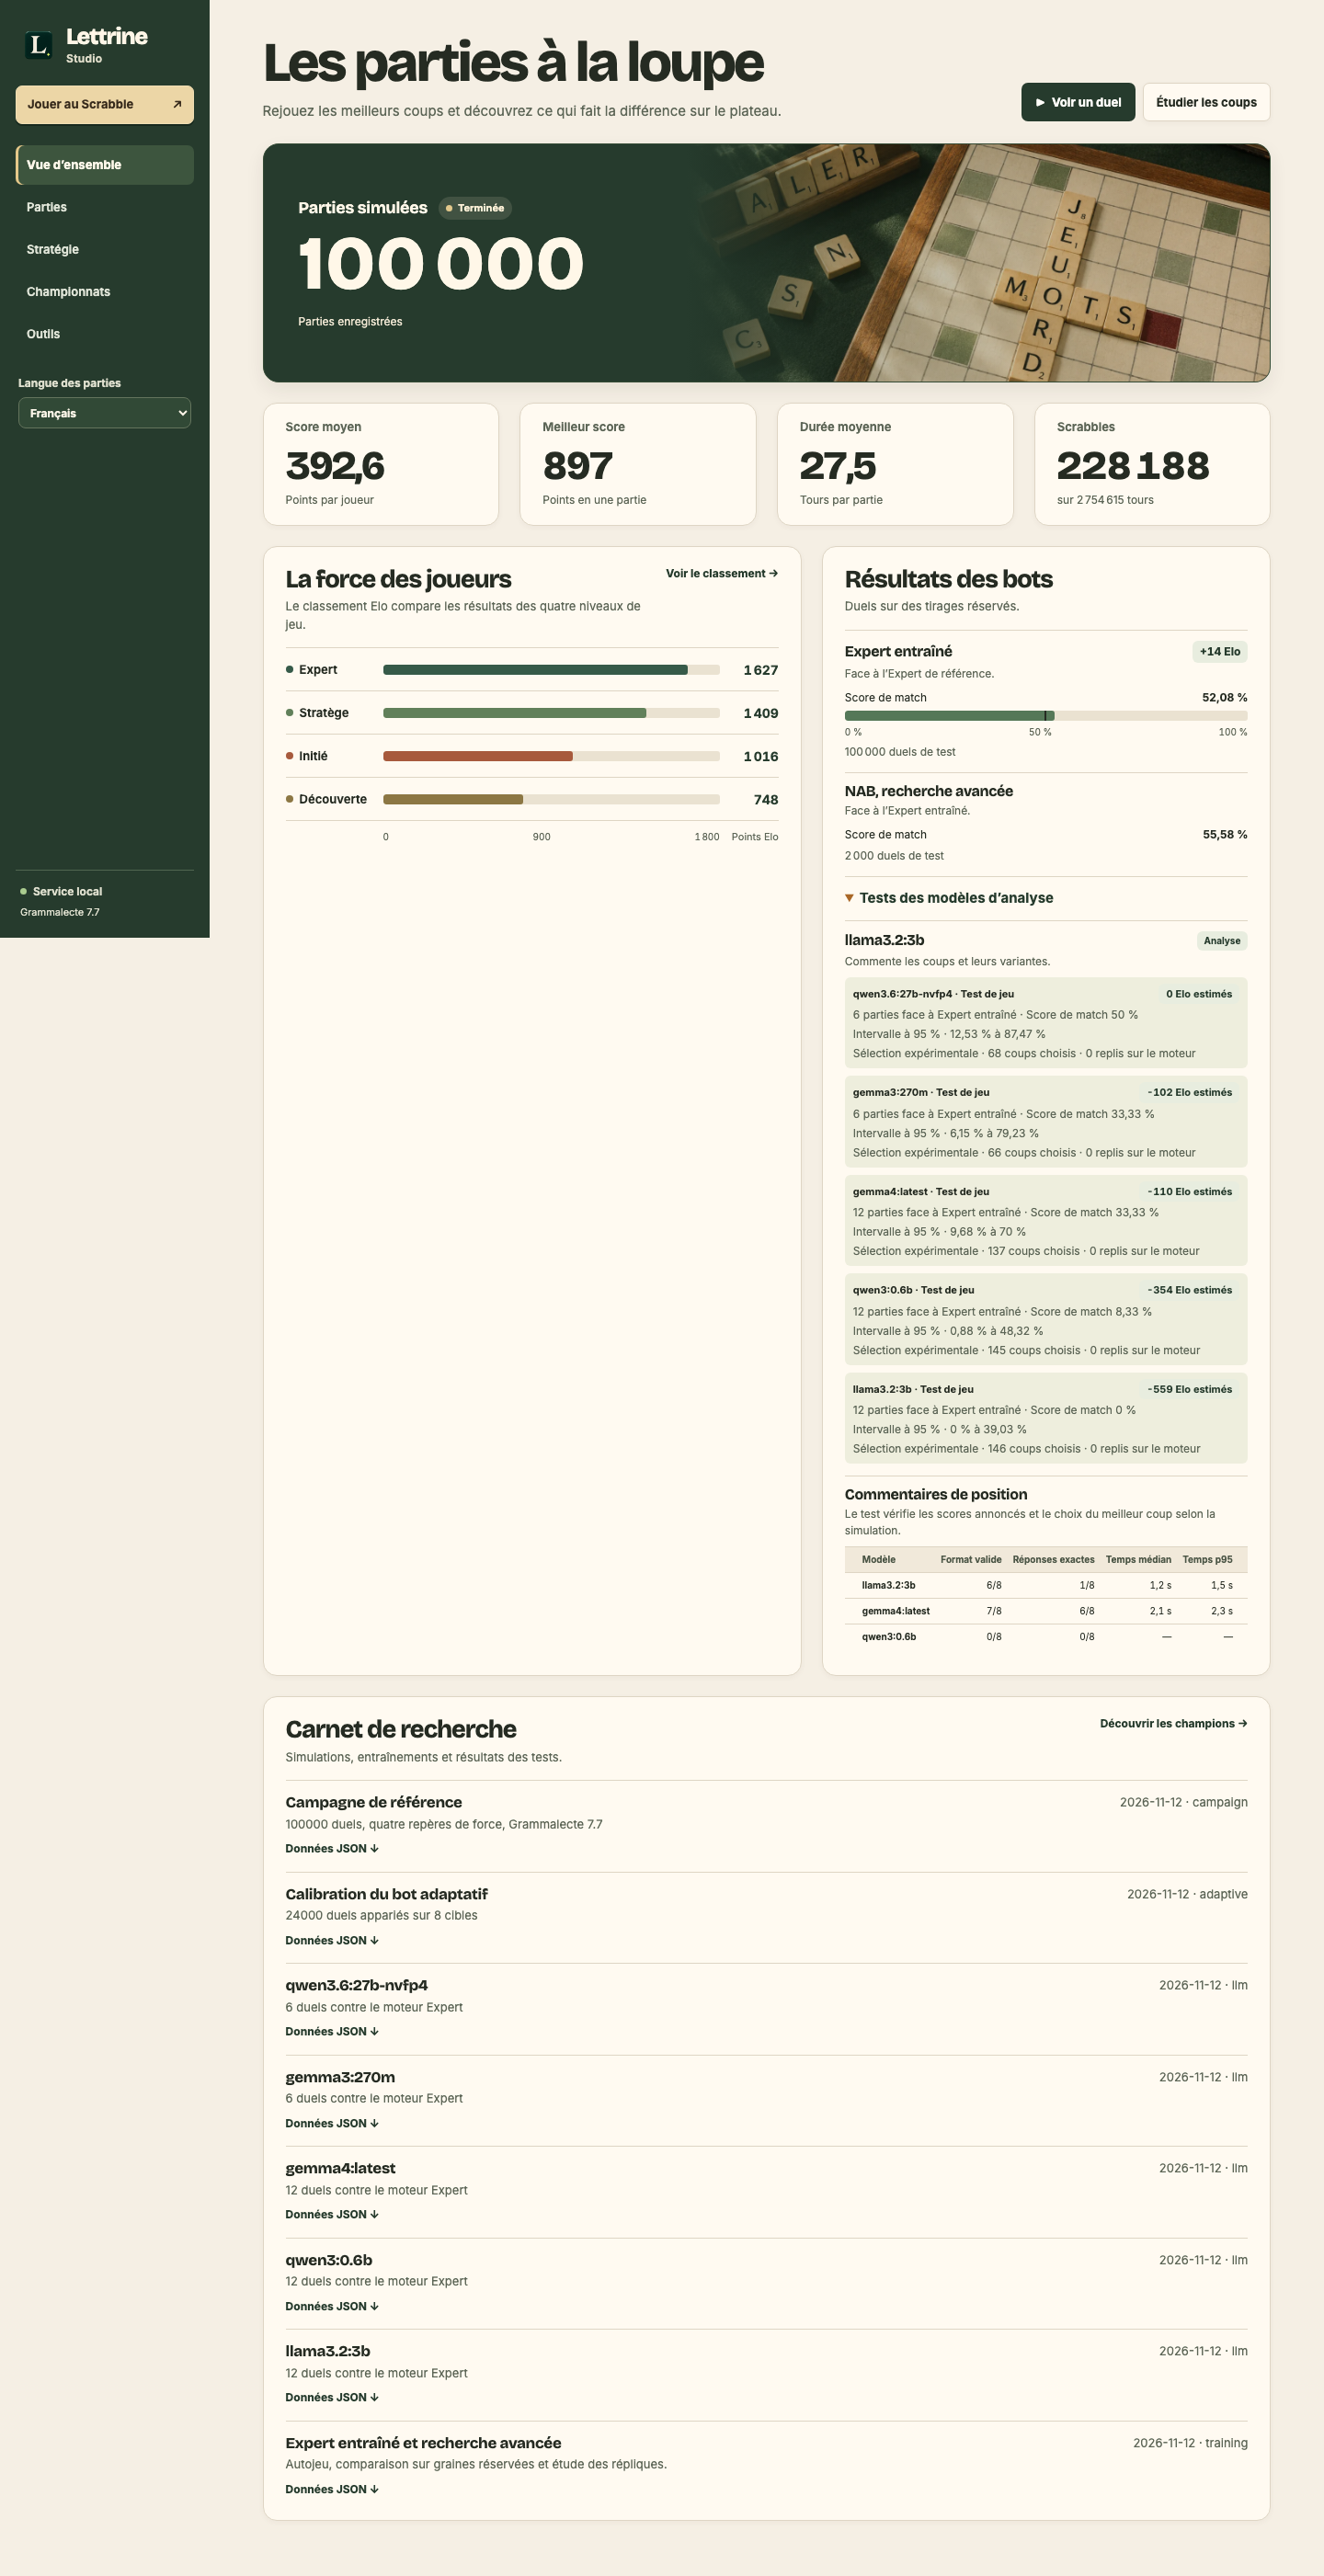 L.
Lettrine
Studio
Jouer au Scrabble ↗
Vue d’ensemble
Parties
Stratégie
Championnats
Outils
Langue des parties
Français
Service local
Grammalecte 7.7
Les parties à la loupe
Rejouez les meilleurs coups et découvrez ce qui fait la différence sur le plateau.
Voir un duel
Étudier les coups
Parties simulées
Terminée
100 000
Parties enregistrées
A L E R
N
S
C
J E U O R D
M O T S
Score moyen
392,6
Points par joueur
Meilleur score
897
Points en une partie
Durée moyenne
27,5
Tours par partie
Scrabbles
228 188
sur 2 754 615 tours
La force des joueurs
Voir le classement →
Le classement Elo compare les résultats des quatre niveaux de
jeu.
Expert 1 627
Stratège 1 409
Initié 1 016
Découverte 748
0 900 1 800 Points Elo
Résultats des bots
Duels sur des tirages réservés.
Expert entraîné +14 Elo
Face à l’Expert de référence.
Score de match 52,08 %
0 % 50 % 100 %
100 000 duels de test
NAB, recherche avancée
Face à l’Expert entraîné.
Score de match 55,58 %
2 000 duels de test
▼ Tests des modèles d’analyse
llama3.2:3b Analyse
Commente les coups et leurs variantes.
qwen3.6:27b-nvfp4 · Test de jeu 0 Elo estimés
6 parties face à Expert entraîné · Score de match 50 %
Intervalle à 95 % · 12,53 % à 87,47 %
Sélection expérimentale · 68 coups choisis · 0 replis sur le moteur
gemma3:270m · Test de jeu -102 Elo estimés
6 parties face à Expert entraîné · Score de match 33,33 %
Intervalle à 95 % · 6,15 % à 79,23 %
Sélection expérimentale · 66 coups choisis · 0 replis sur le moteur
gemma4:latest · Test de jeu -110 Elo estimés
12 parties face à Expert entraîné · Score de match 33,33 %
Intervalle à 95 % · 9,68 % à 70 %
Sélection expérimentale · 137 coups choisis · 0 replis sur le moteur
qwen3:0.6b · Test de jeu -354 Elo estimés
12 parties face à Expert entraîné · Score de match 8,33 %
Intervalle à 95 % · 0,88 % à 48,32 %
Sélection expérimentale · 145 coups choisis · 0 replis sur le moteur
llama3.2:3b · Test de jeu -559 Elo estimés
12 parties face à Expert entraîné · Score de match 0 %
Intervalle à 95 % · 0 % à 39,03 %
Sélection expérimentale · 146 coups choisis · 0 replis sur le moteur
Commentaires de position
Le test vérifie les scores annoncés et le choix du meilleur coup selon la
simulation.
Modèle Format valide Réponses exactes Temps médian Temps p95
llama3.2:3b 6/8 1/8 1,2 s 1,5 s
gemma4:latest 7/8 6/8 2,1 s 2,3 s
qwen3:0.6b 0/8 0/8 — —
Carnet de recherche
Découvrir les champions →
Simulations, entraînements et résultats des tests.
Campagne de référence 2026-11-12 · campaign
100000 duels, quatre repères de force, Grammalecte 7.7
Données JSON ↓
Calibration du bot adaptatif 2026-11-12 · adaptive
24000 duels appariés sur 8 cibles
Données JSON ↓
qwen3.6:27b-nvfp4 2026-11-12 · llm
6 duels contre le moteur Expert
Données JSON ↓
gemma3:270m 2026-11-12 · llm
6 duels contre le moteur Expert
Données JSON ↓
gemma4:latest 2026-11-12 · llm
12 duels contre le moteur Expert
Données JSON ↓
qwen3:0.6b 2026-11-12 · llm
12 duels contre le moteur Expert
Données JSON ↓
llama3.2:3b 2026-11-12 · llm
12 duels contre le moteur Expert
Données JSON ↓
Expert entraîné et recherche avancée 2026-11-12 · training
Autojeu, comparaison sur graines réservées et étude des répliques.
Données JSON ↓